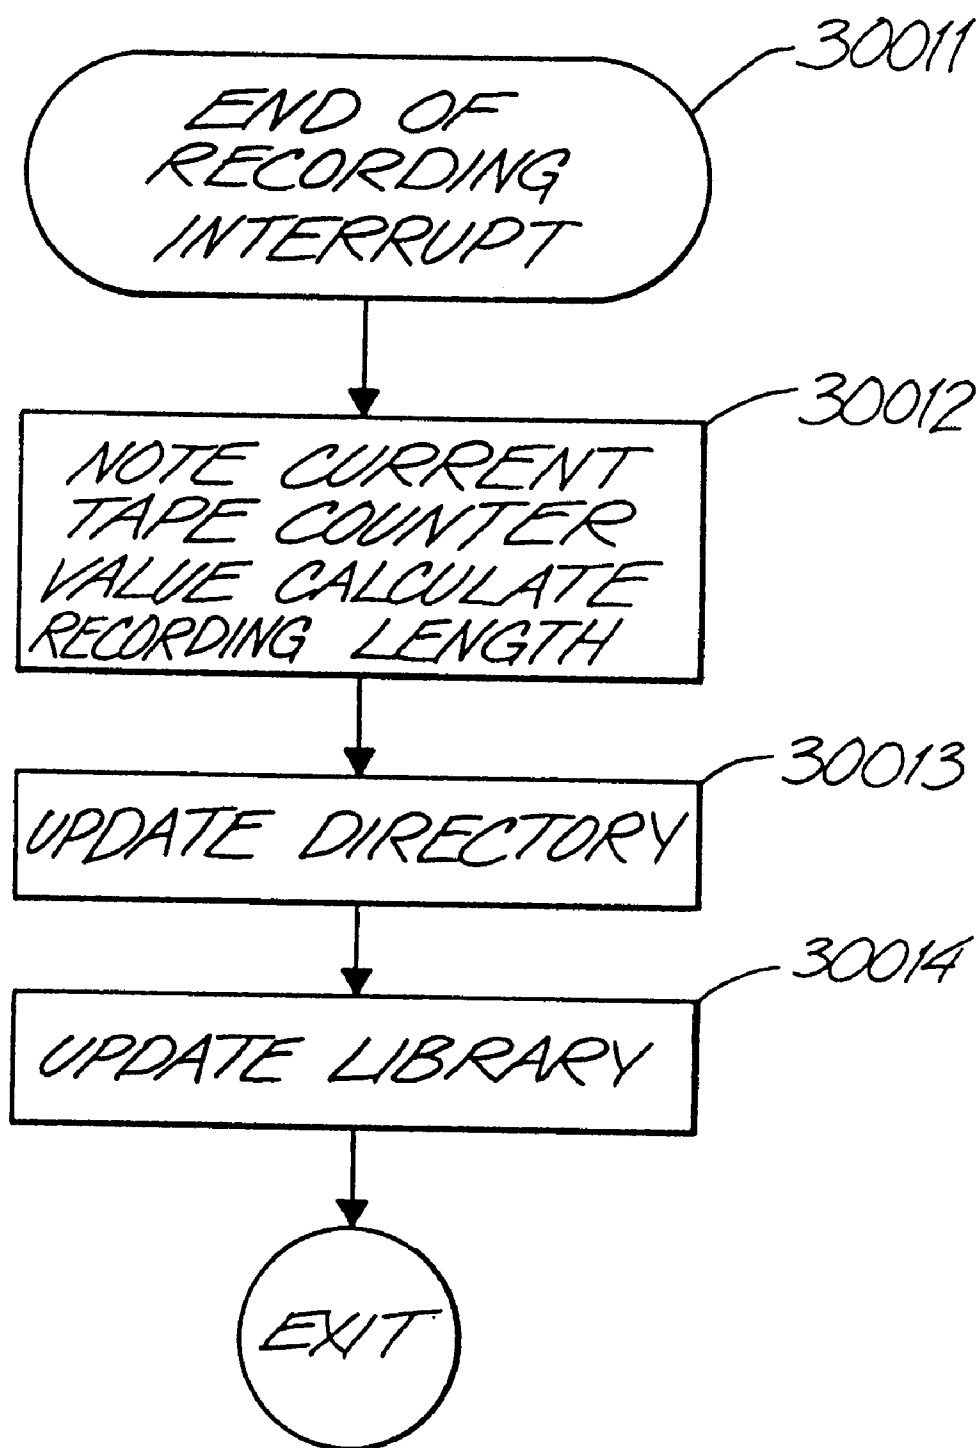 30011
END OF
RECORDING
INTERRUPT
30012
NOTE CURRENT
TAPE COUNTER
VALUE CALCULATE
RECORDING LENGTH
30013
UPDATE DIRECTORY
30014
UPDATE LIBRARY
EXIT